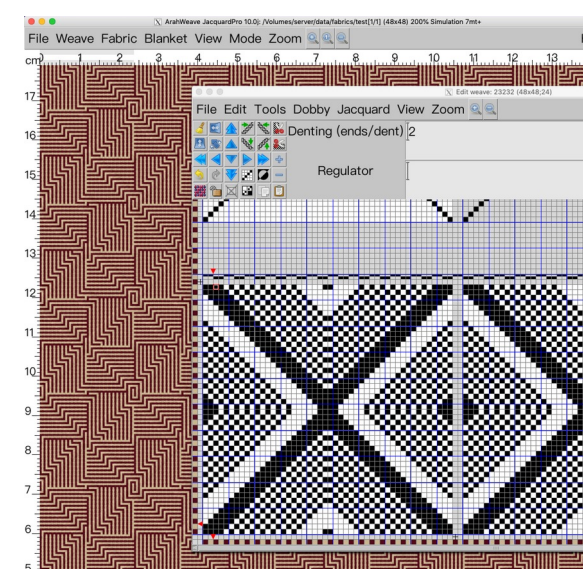 ArahWeave JacquardPro 10.0j: /Volumes/server/data/fabrics/test[1/1] (48x48) 200% Simulation 7mt+
File Weave Fabric Blanket View Mode Zoom
cm 1 2 3 4 5 6 7 8 9 10 11 12 13
17
Edit weave: 23232 (48x48;24)
File Edit Tools Dobby Jacquard View Zoom
Denting (ends/dent) 2
16
Regulator
15
14
13
12
11
10
9
8
7
6
5